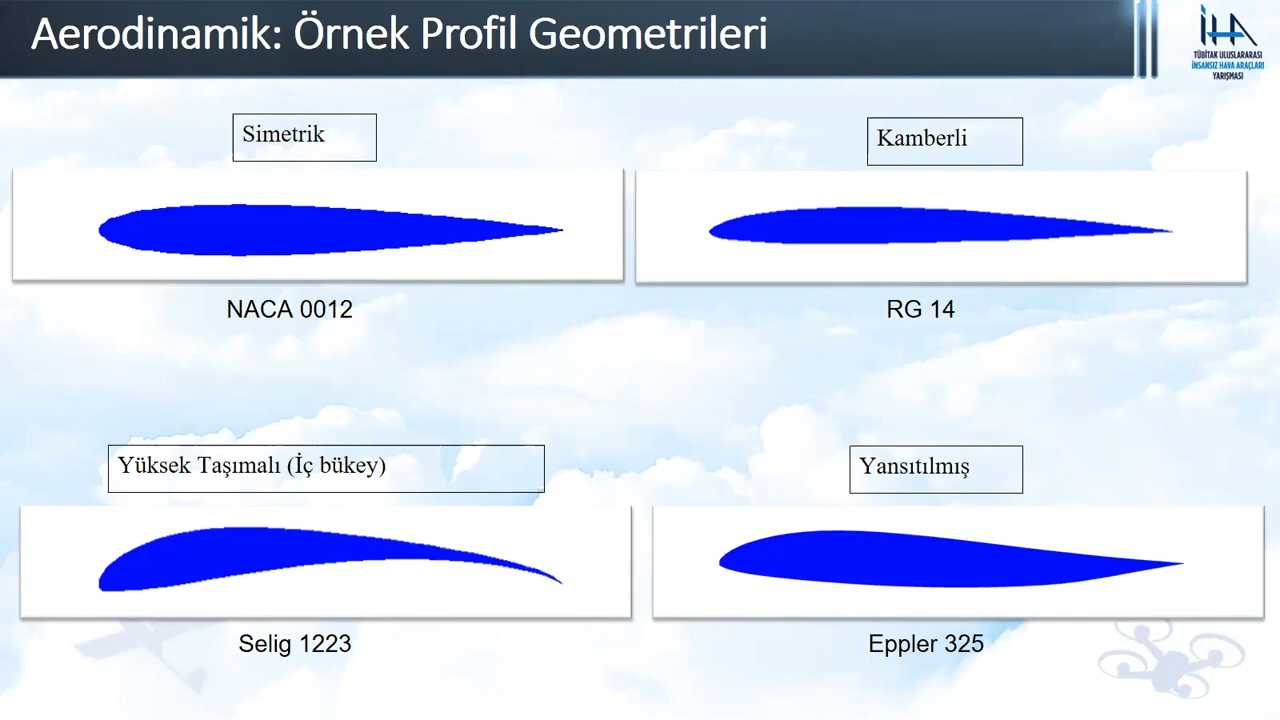 Aerodinamik: Örnek Profil Geometrileri
İHA
TÜBİTAK ULUSLARARASI
İNSANSIZ HAVA ARAÇLARI
YARIŞMASI
Simetrik
Kamberli
NACA 0012
RG 14
Yüksek Taşımalı (İç bükey)
Yansıtılmış
Selig 1223
Eppler 325